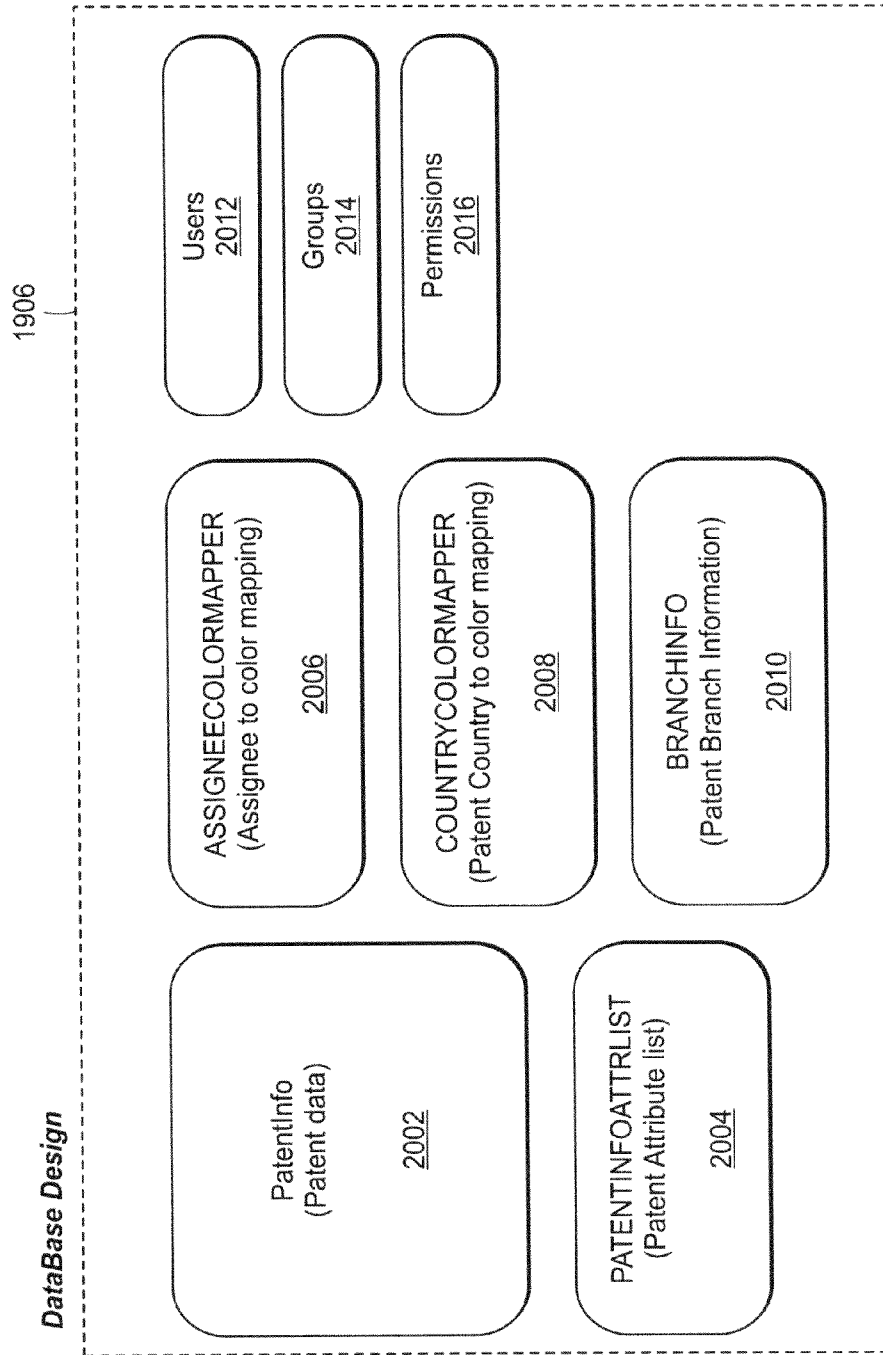 DataBase Design
1906
PatentInfo
(Patent data)
2002
PATENTINFOATTRLIST
(Patent Attribute list)
2004
ASSIGNEECOLORMAPPER
(Assignee to color mapping)
2006
COUNTRYCOLORMAPPER
(Patent Country to color mapping)
2008
BRANCHINFO
(Patent Branch Information)
2010
Users
2012
Groups
2014
Permissions
2016